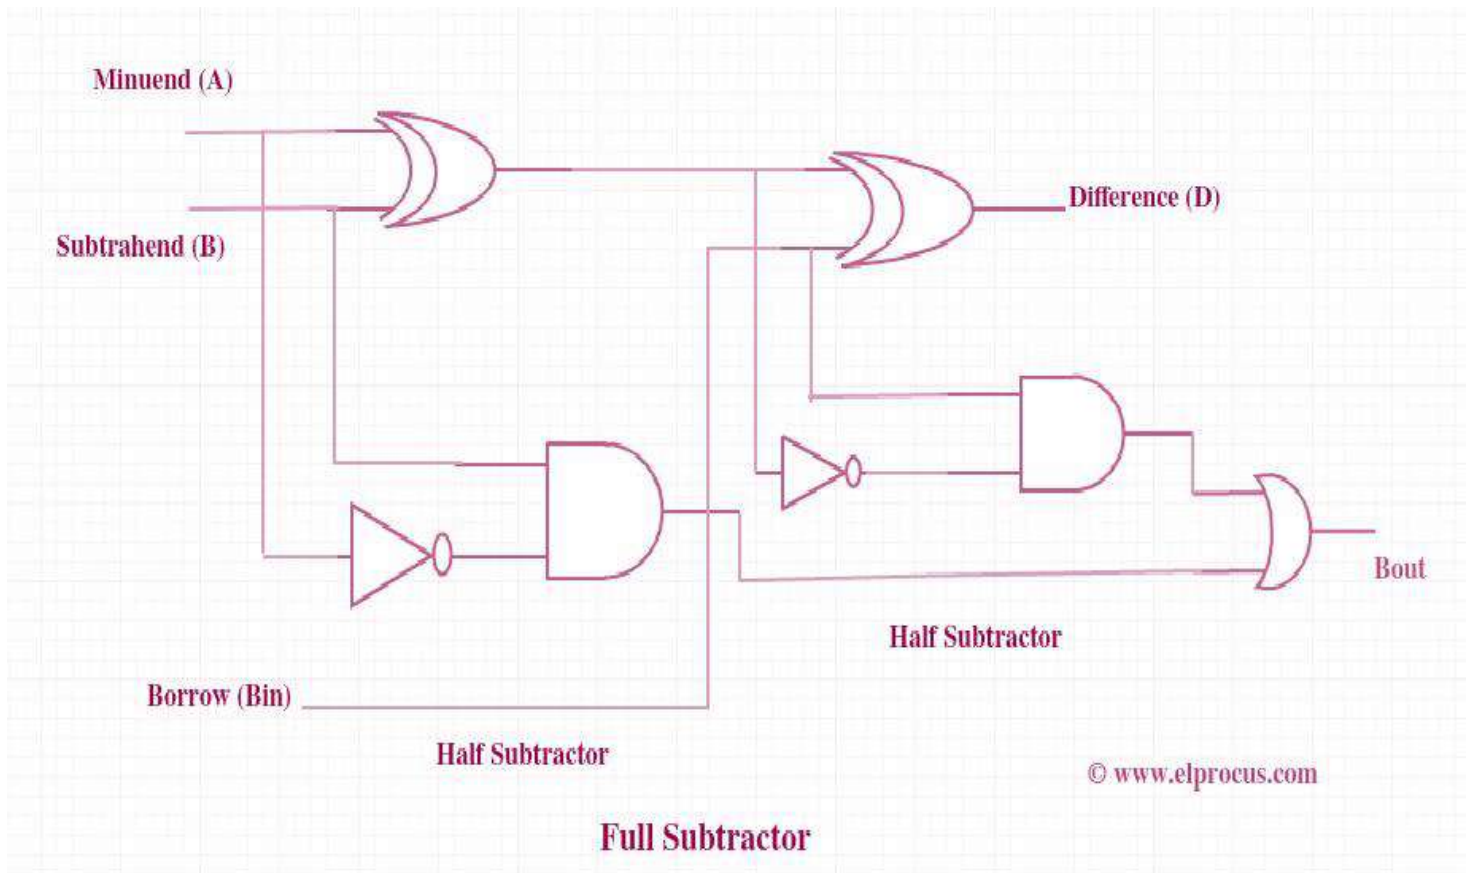 Minuend (A)
Difference (D)
Subtrahend (B)
Bout
Half Subtractor
Borrow (Bin)
Half Subtractor
© www.elprocus.com
Full Subtractor